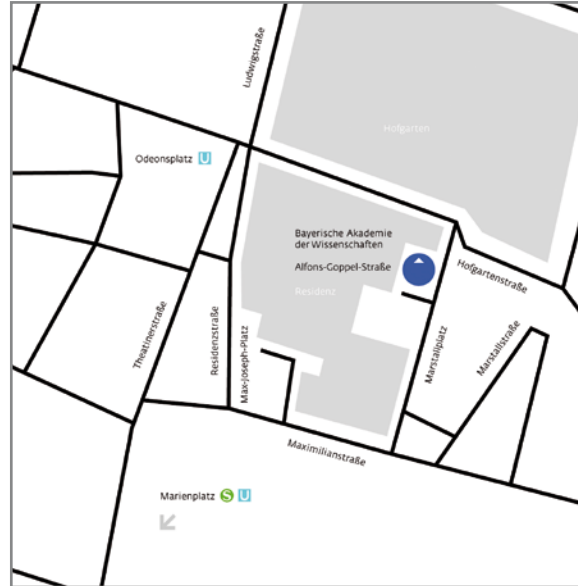 Ludwigstraße
Hofgarten
Odeonsplatz U
Bayerische Akademie
der Wissenschaften
Alfons-Goppel-Straße
Hofgartenstraße
Residenz
Theatinerstraße
Residenzstraße
Max-Joseph-Platz
Marstallplatz
Marstallstraße
Maximilianstraße
Marienplatz S U